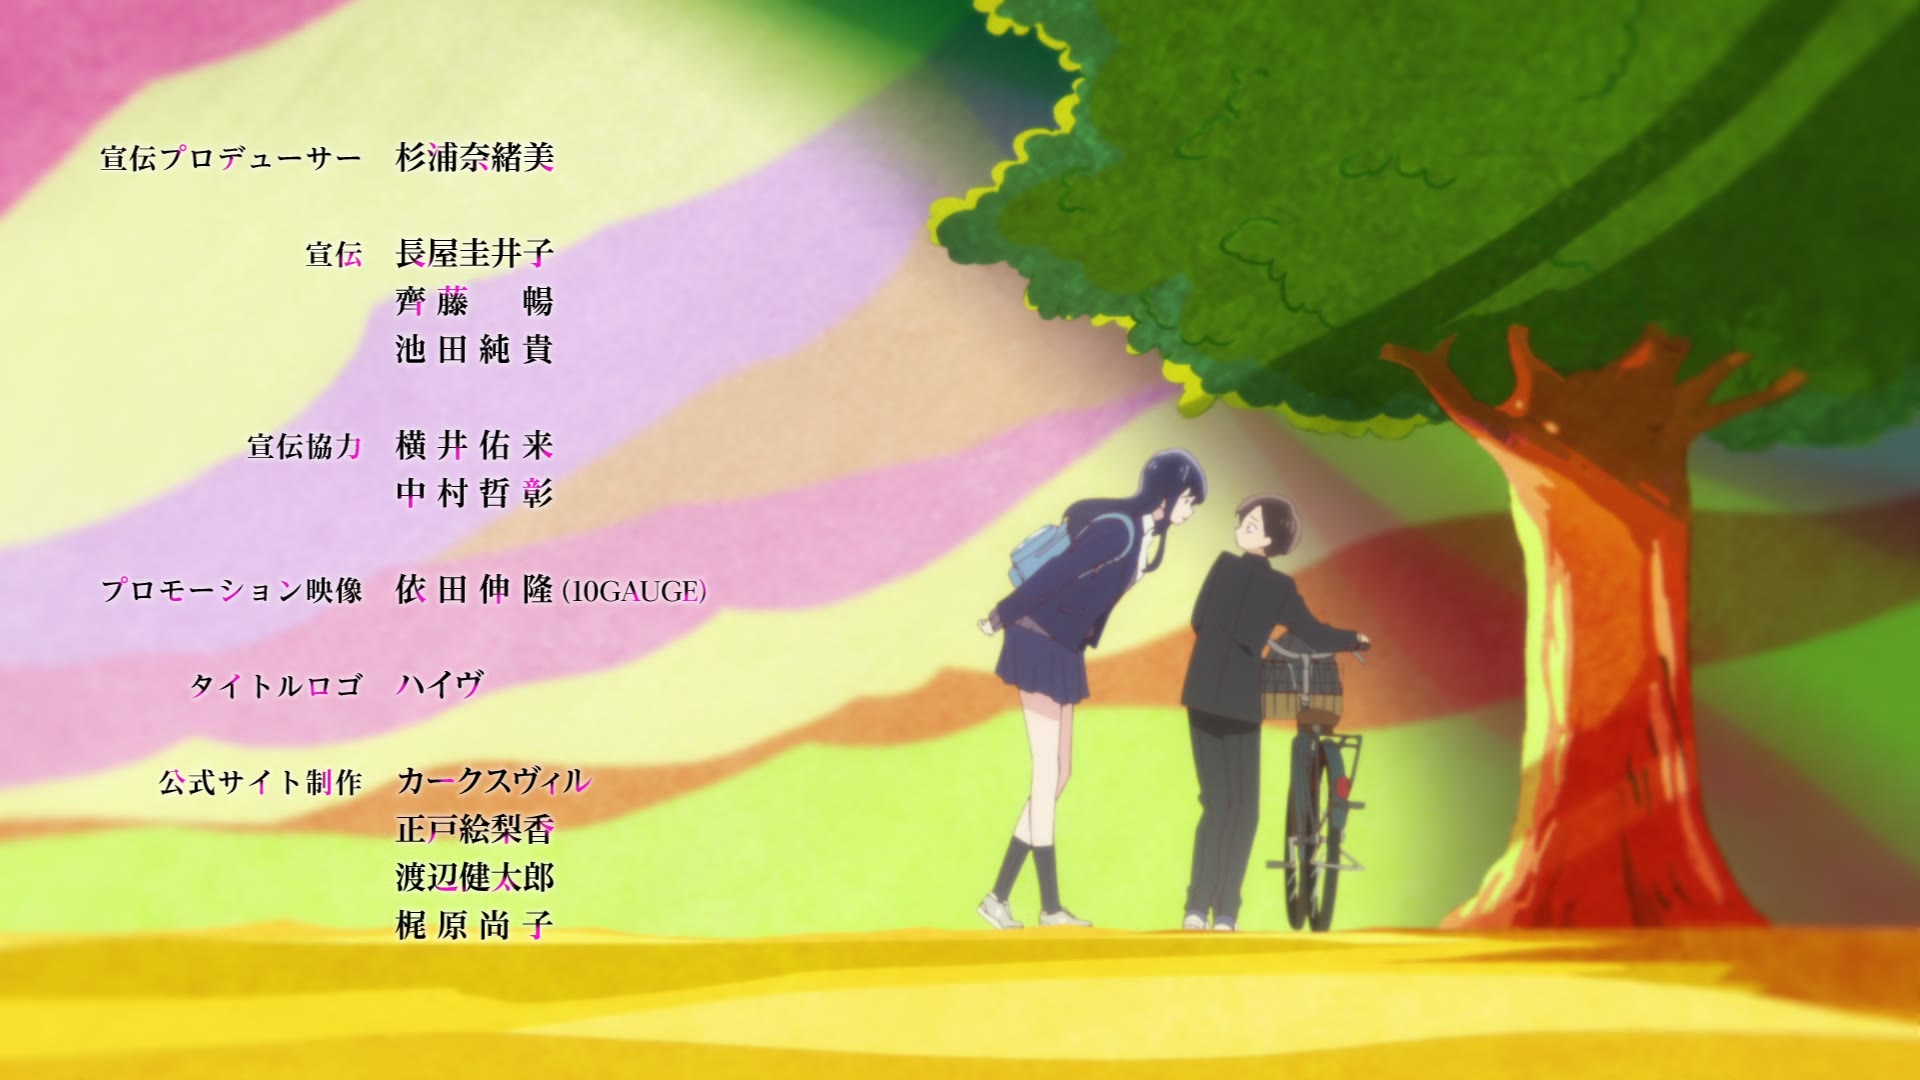 宣伝プロデューサー 杉浦奈緒美
宣伝 長屋圭井子
齊藤 暢
池田純貴
宣伝協力 横井佑来
中村哲彰
プロモーション映像 依田伸隆(10GAUGE)
タイトルロゴ ハイヴ
公式サイト制作 カークスヴィル
正戸絵梨香
渡辺健太郎
梶原尚子